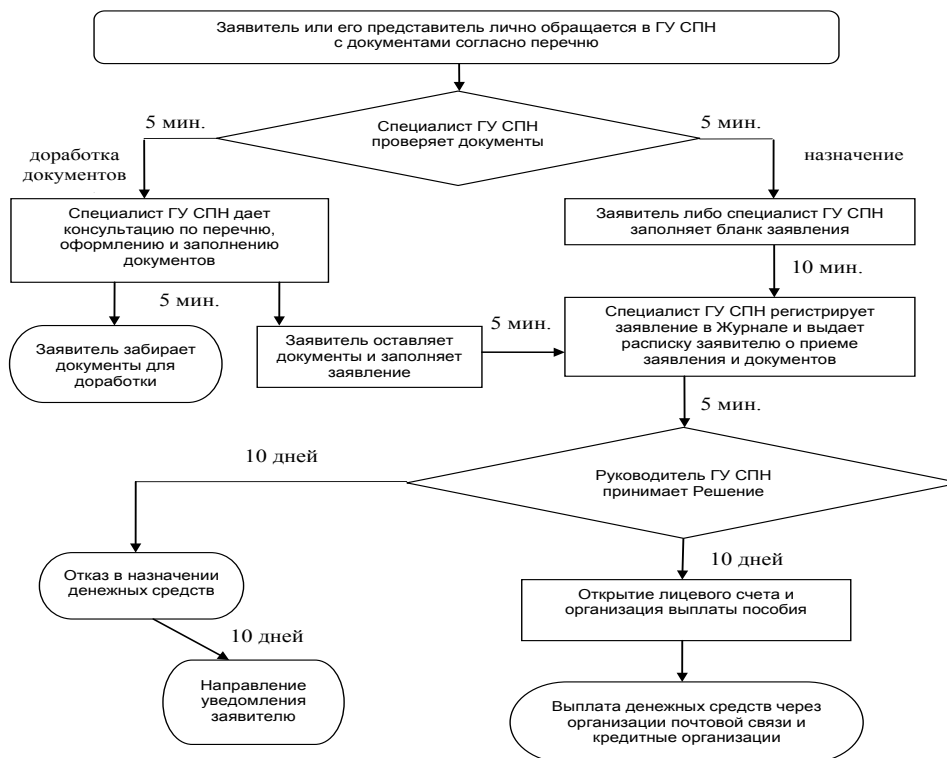 Заявитель или его представитель лично обращается в ГУ СПН
с документами согласно перечню
5 мин.
Специалист ГУ СПН
проверяет документы
5 мин.
доработка
документов
назначение
Специалист ГУ СПН дает
консультацию по перечню,
оформлению и заполнению
документов
Заявитель либо специалист ГУ СПН
заполняет бланк заявления
10 мин.
5 мин.
Заявитель забирает
документы для
доработки
Заявитель оставляет
документы и заполняет
заявление
5 мин.
Специалист ГУ СПН регистрирует
заявление в Журнале и выдает
расписку заявителю о приеме
заявления и документов
5 мин.
10 дней
Руководитель ГУ СПН
принимает Решение
Отказ в назначении
денежных средств
10 дней
Открытие лицевого счета и
организация выплаты пособия
10 дней
Направление
уведомления
заявителю
Выплата денежных средств через
организации почтовой связи и
кредитные организации